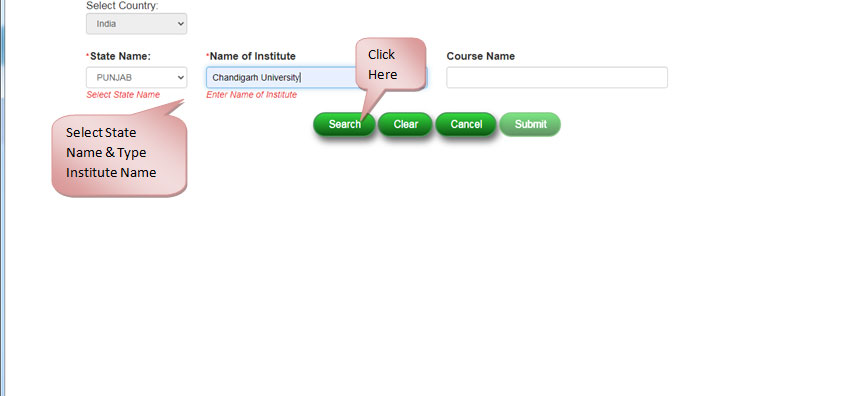 Select Country:
India
*State Name:
*Name of Institute
Course Name
PUNJAB
Chandigarh University
Select State Name
Enter Name of Institute
Click
Here
Search
Clear
Cancel
Submit
Select State
Name & Type
Institute Name